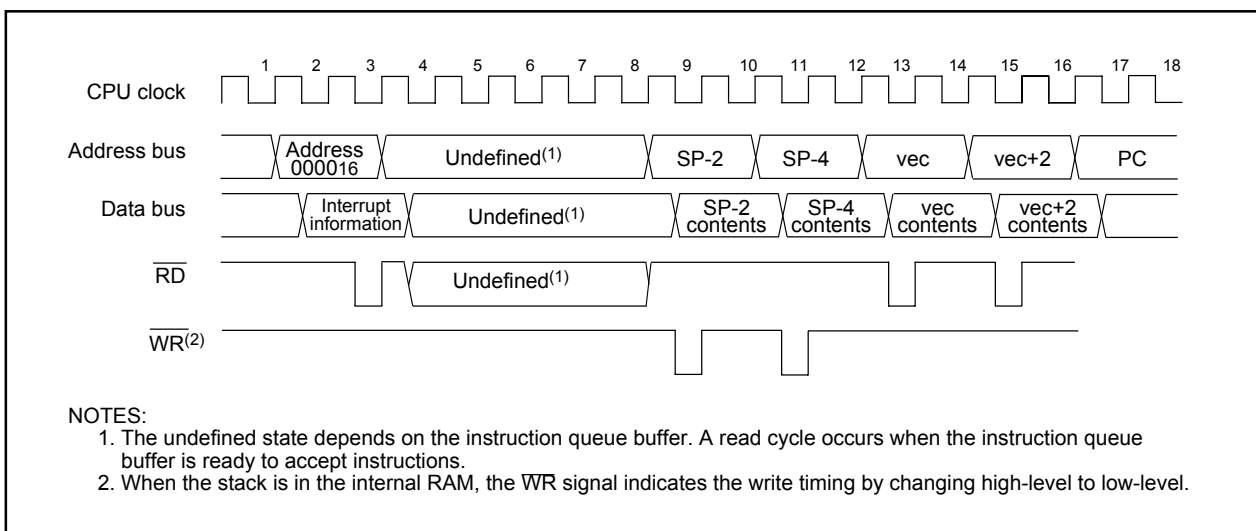 1 2 3 4 5 6 7 8 9 10 11 12 13 14 15 16 17 18
CPU clock
Address bus
Address
000016
Undefined(1)
SP-2
SP-4
vec
vec+2
PC
Data bus
Interrupt
information
Undefined(1)
SP-2
contents
SP-4
contents
vec
contents
vec+2
contents
RD
Undefined(1)
WR(2)
NOTES:
1. The undefined state depends on the instruction queue buffer. A read cycle occurs when the instruction queue
buffer is ready to accept instructions.
2. When the stack is in the internal RAM, the WR signal indicates the write timing by changing high-level to low-level.